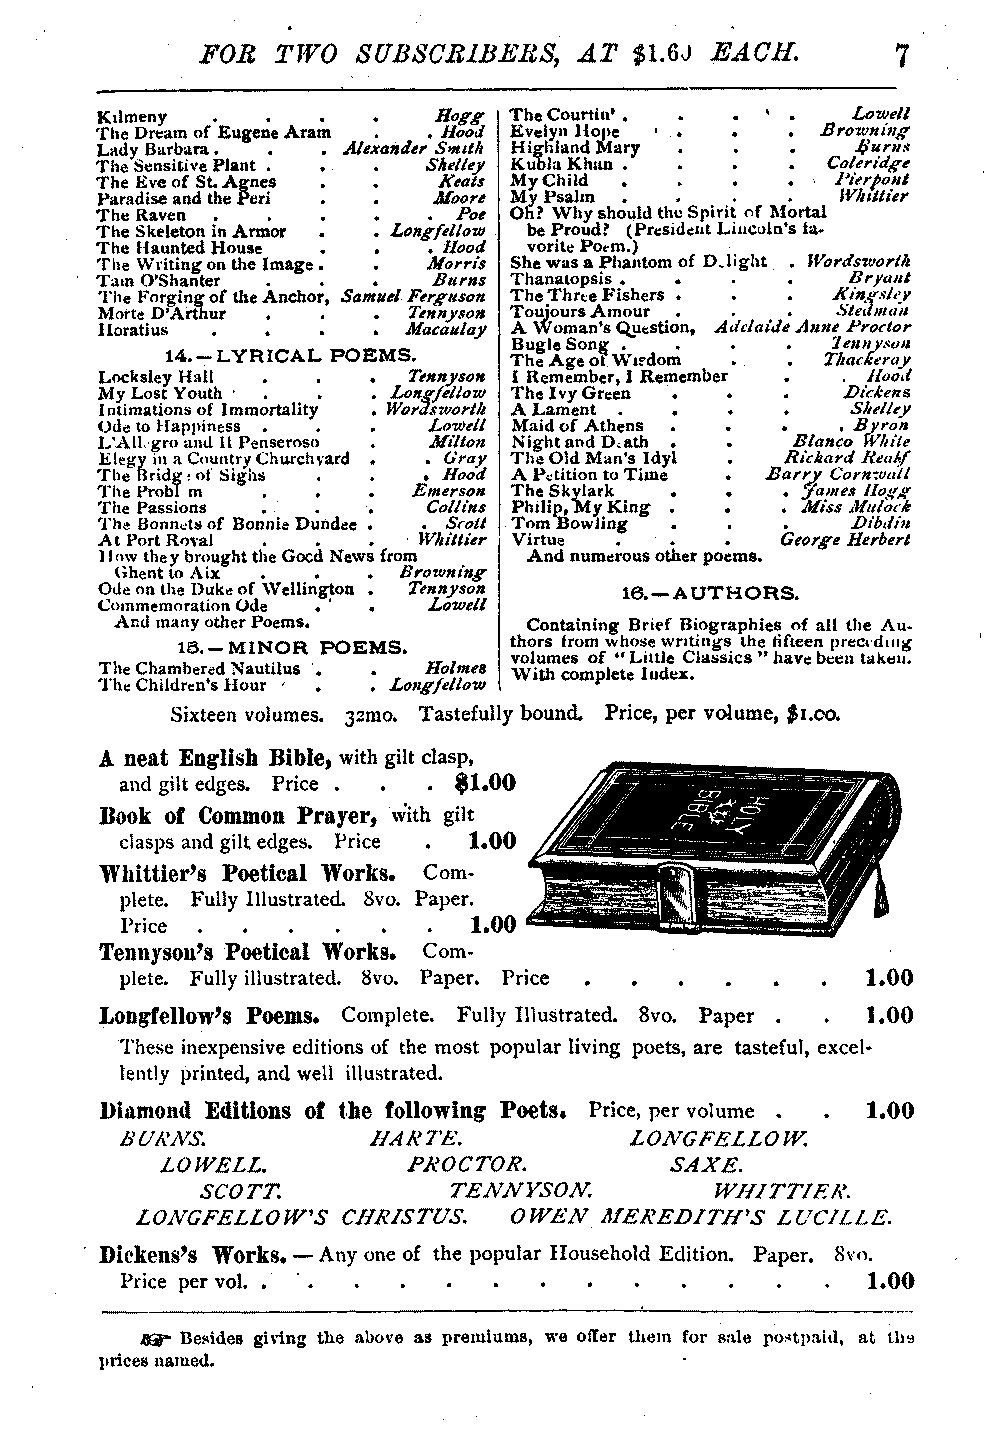 FOR TWO SUBSCRIBERS, AT $1.60 EACH. 7
Kilmeny . . . . Hogg
The Dream of Eugene Aram . . Hood
Lady Barbara . . . Alexander Smith
The Sensitive Plant . . . Shelley
The Eve of St. Agnes . . Keats
Paradise and the Peri . . Moore
The Raven . . . . . Poe
The Skeleton in Armor . . Longfellow
The Haunted House . . . Hood
The Writing on the Image . . Morris
Tam O'Shanter . . . Burns
The Forging of the Anchor, Samuel Ferguson
Morte D'Arthur . . . Tennyson
Horatius . . . . Macaulay
14.—LYRICAL POEMS.
Locksley Hall . . . Tennyson
My Lost Youth . . . Longfellow
Intimations of Immortality . Wordsworth
Ode to Happiness . . . Lowell
L'Allegro and Il Penseroso . Milton
Elegy in a Country Churchyard . . Gray
The Bridge of Sighs . . . Hood
The Problem . . . Emerson
The Passions . . . Collins
The Bonnets of Bonnie Dundee . . Scott
At Port Royal . . . Whittier
How they brought the Good News from
Ghent to Aix . . . Browning
Ode on the Duke of Wellington . Tennyson
Commemoration Ode . . Lowell
And many other Poems.
15.—MINOR POEMS.
The Chambered Nautilus . . Holmes
The Children's Hour . . Longfellow
The Courtin' . . . . Lowell
Evelyn Hope . . . Browning
Highland Mary . . . Burns
Kubla Khan . . . . Coleridge
My Child . . . . Pierpont
My Psalm . . . . Whittier
Oh? Why should the Spirit of Mortal
be Proud? (President Lincoln's fa-
vorite Poem.)
She was a Phantom of Delight . Wordsworth
Thanatopsis . . . . Bryant
The Three Fishers . . . Kingsley
Toujours Amour . . . Stedman
A Woman's Question, Adelaide Anne Proctor
Bugle Song . . . . Tennyson
The Age of Wisdom . . Thackeray
I Remember, I Remember . . Hood
The Ivy Green . . . Dickens
A Lament . . . . Shelley
Maid of Athens . . . . Byron
Night and Death . . Blanco White
The Old Man's Idyl . Richard Realf
A Petition to Time . Barry Cornwall
The Skylark . . . James Hogg
Philip, My King . . . Miss Mulock
Tom Bowling . . . Dibdin
Virtue . . . George Herbert
And numerous other poems.
16.—AUTHORS.
Containing Brief Biographies of all the Au-
thors from whose writings the fifteen preceding
volumes of "Little Classics" have been taken.
With complete Index.
Sixteen volumes. 32mo. Tastefully bound. Price, per volume, $1.00.
A neat English Bible, with gilt clasp,
and gilt edges. Price . . . $1.00
Book of Common Prayer, with gilt
clasps and gilt edges. Price . 1.00
Whittier's Poetical Works. Com-
plete. Fully Illustrated. 8vo. Paper.
Price . . . . . . 1.00
HOLY
BIBLE
Tennyson's Poetical Works. Com-
plete. Fully illustrated. 8vo. Paper. Price . . . . . . 1.00
Longfellow's Poems. Complete. Fully Illustrated. 8vo. Paper . . 1.00
These inexpensive editions of the most popular living poets, are tasteful, excel-
lently printed, and well illustrated.
Diamond Editions of the following Poets. Price, per volume . . 1.00
BURNS. HARTE. LONGFELLOW.
LOWELL. PROCTOR. SAXE.
SCOTT. TENNYSON. WHITTIER.
LONGFELLOW'S CHRISTUS. OWEN MEREDITH'S LUCILLE.
Dickens's Works.—Any one of the popular Household Edition. Paper. 8vo.
Price per vol. . . . . . . . . . . . . . 1.00
☞ Besides giving the above as premiums, we offer them for sale postpaid, at the
prices named.